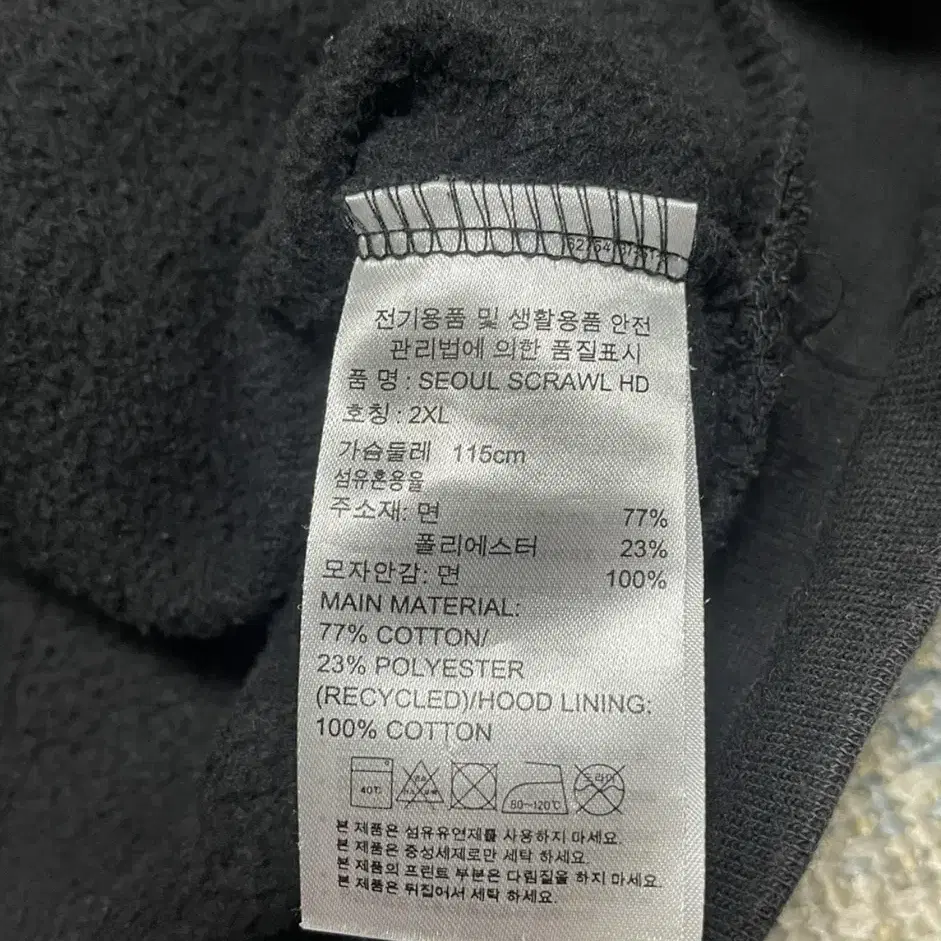 전기용품 및 생활용품 안전
관리법에 의한 품질표시
품 명 : SEOUL SCRAWL HD
호칭 : 2XL
가슴둘레 115cm
섬유혼용율
주소재: 면 77%
폴리에스터 23%
모자안감: 면 100%
MAIN MATERIAL:
77% COTTON/
23% POLYESTER
(RECYCLED)/HOOD LINING:
100% COTTON
40℃
80~120℃ 드라이
본 제품은 섬유유연제를 사용하지 마세요.
본 제품은 중성세제로만 세탁 하세요.
본 제품의 프린트 부분은 다림질을 하지 마세요.
본 제품은 뒤집어서 세탁 하세요.